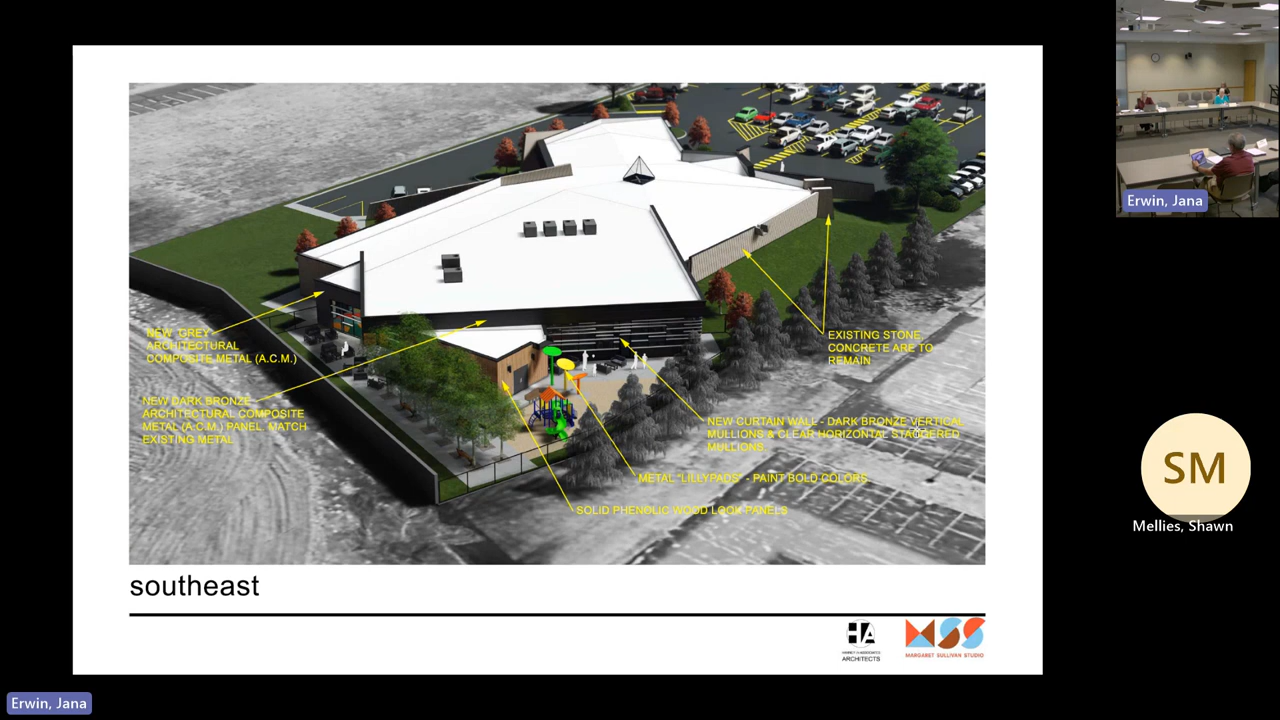 NEW GREY
ARCHITECTURAL
COMPOSITE METAL (A.C.M.)
NEW DARK BRONZE
ARCHITECTURAL COMPOSITE
METAL (A.C.M.) PANEL. MATCH
EXISTING METAL
EXISTING STONE,
CONCRETE ARE TO
REMAIN
NEW CURTAIN WALL - DARK BRONZE VERTICAL
MULLIONS & CLEAR HORIZONTAL STAGGERED
MULLIONS.
METAL "LILLYPADS" - PAINT BOLD COLORS.
SOLID PHENOLIC WOOD LOOK PANELS
southeast
HA
ARCHITECTS
MSS
MARGARET SULLIVAN STUDIO
Erwin, Jana
SM
Mellies, Shawn
Erwin, Jana